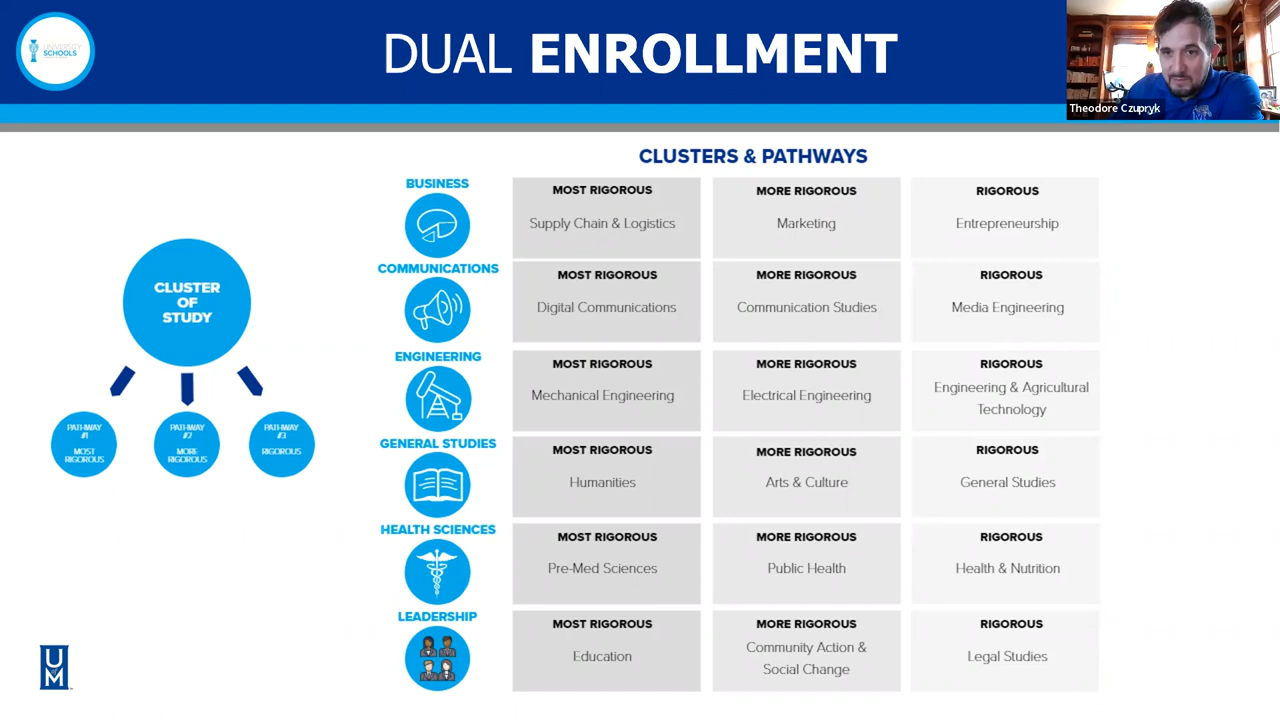 UNIVERSITY
SCHOOLS
DUAL ENROLLMENT
Theodore Czupryk
CLUSTERS & PATHWAYS
CLUSTER
OF
STUDY
PATHWAY
#1
MOST
RIGOROUS
PATHWAY
#2
MORE
RIGOROUS
PATHWAY
#3
RIGOROUS
BUSINESS
MOST RIGOROUS
Supply Chain & Logistics
MORE RIGOROUS
Marketing
RIGOROUS
Entrepreneurship
COMMUNICATIONS
MOST RIGOROUS
Digital Communications
MORE RIGOROUS
Communication Studies
RIGOROUS
Media Engineering
ENGINEERING
MOST RIGOROUS
Mechanical Engineering
MORE RIGOROUS
Electrical Engineering
RIGOROUS
Engineering & Agricultural
Technology
GENERAL STUDIES
MOST RIGOROUS
Humanities
MORE RIGOROUS
Arts & Culture
RIGOROUS
General Studies
HEALTH SCIENCES
MOST RIGOROUS
Pre-Med Sciences
MORE RIGOROUS
Public Health
RIGOROUS
Health & Nutrition
LEADERSHIP
MOST RIGOROUS
Education
MORE RIGOROUS
Community Action &
Social Change
RIGOROUS
Legal Studies
U
OF
M